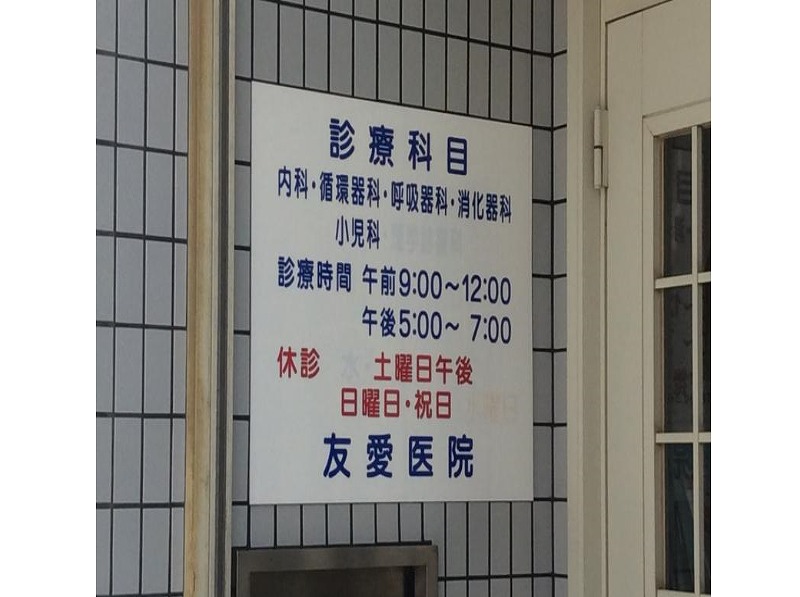 診療科目
内科・循環器科・呼吸器科・消化器科
小児科
診療時間 午前9:00～12:00
午後5:00～ 7:00
休診 土曜日午後
日曜日・祝日
友愛医院